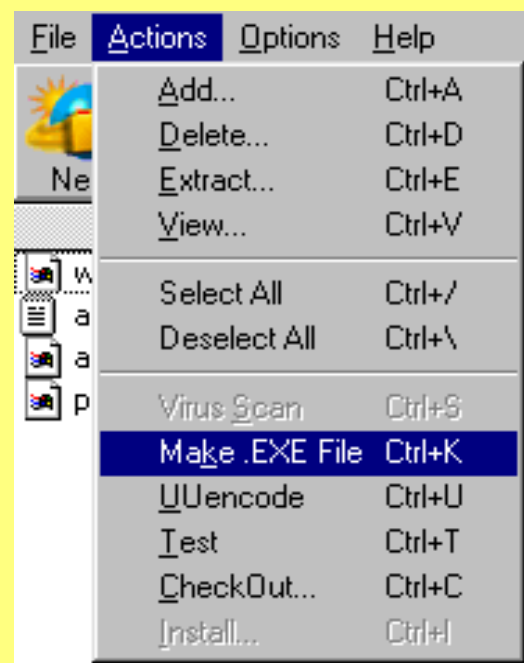 File Actions Options Help
Ne
Add... Ctrl+A
Delete... Ctrl+D
Extract... Ctrl+E
View... Ctrl+V
w
Select All Ctrl+/
a
Deselect All Ctrl+\
a
p
Virus Scan Ctrl+S
Make .EXE File Ctrl+K
UUencode Ctrl+U
Test Ctrl+T
CheckOut... Ctrl+C
Install... Ctrl+I